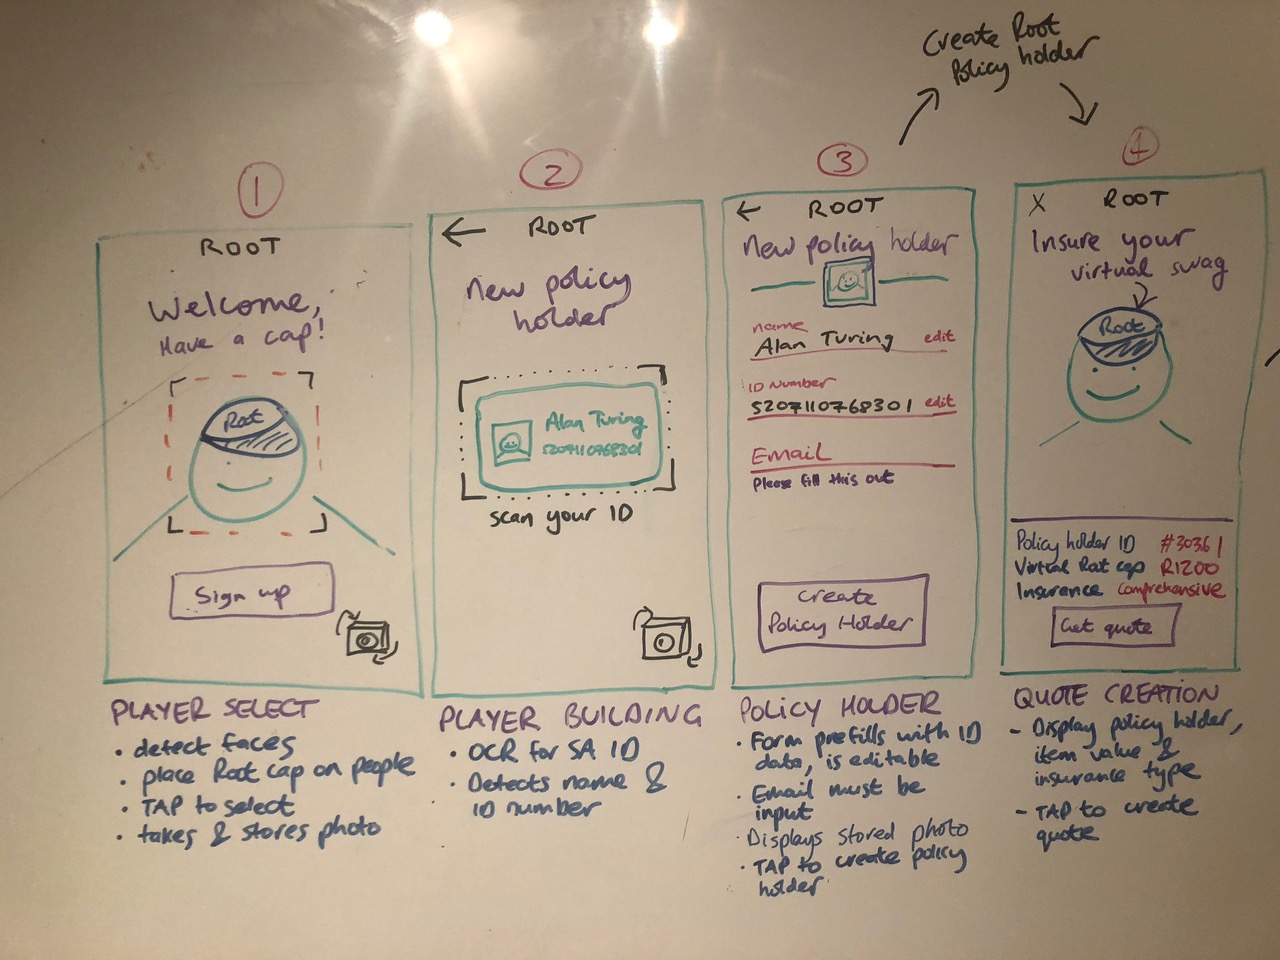 Create Root
Policy holder
1
ROOT
Welcome,
Have a cap!
Root
Sign up
PLAYER SELECT
• detect faces
• place Root cap on people
• TAP to select
• takes & stores photo
2
←
ROOT
New policy
holder
Alan Turing
5207110768301
scan your ID
PLAYER BUILDING
• OCR for SA ID
• Detects name &
ID number
3
←
ROOT
New policy holder
name
Alan Turing edit
ID Number
5207110768301 edit
Email
Please fill this out
Create
Policy Holder
POLICY HOLDER
• Form prefills with ID
data, is editable
• Email must be
input
• Displays stored photo
• TAP to create policy
holder
4
X
ROOT
Insure your
virtual swag
Root
Policy holder ID #30361
Virtual Root cap R1200
Insurance comprehensive
Get quote
QUOTE CREATION
- Display policy holder,
item value &
insurance type
- TAP to create
quote